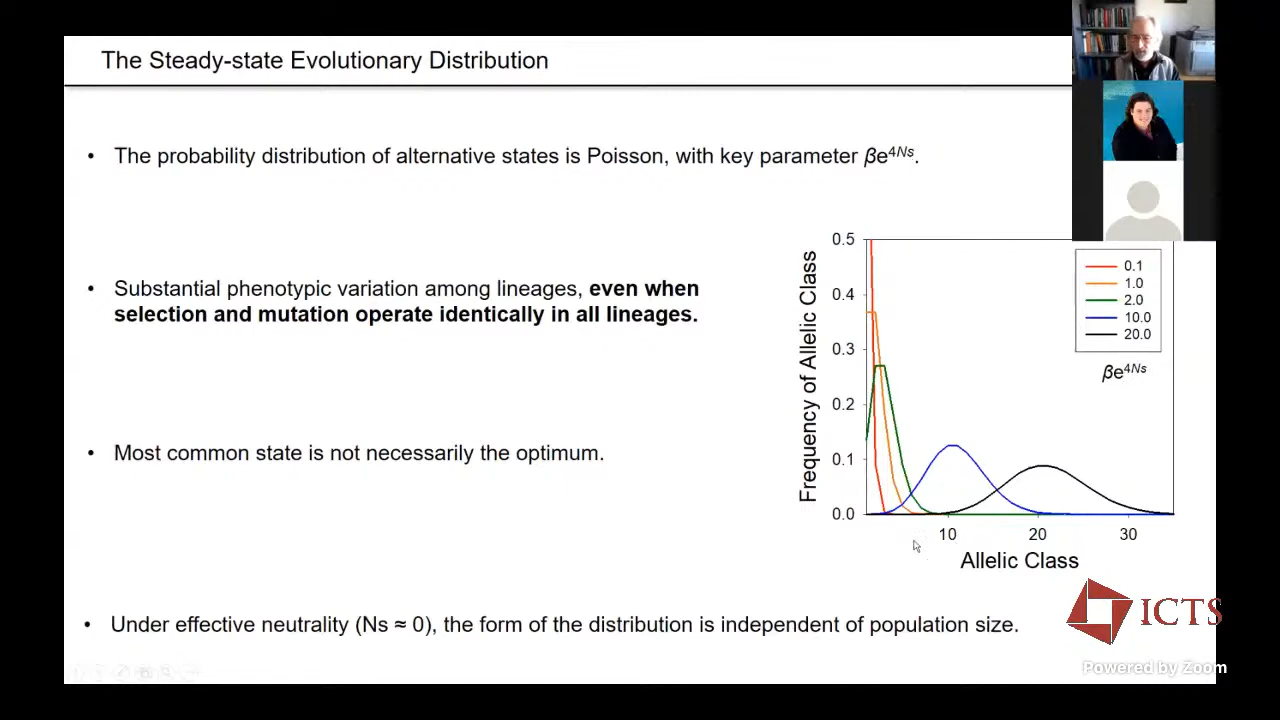 The Steady-state Evolutionary Distribution
• The probability distribution of alternative states is Poisson, with key parameter βe4Ns.
• Substantial phenotypic variation among lineages, even when
selection and mutation operate identically in all lineages.
• Most common state is not necessarily the optimum.
• Under effective neutrality (Ns ≈ 0), the form of the distribution is independent of population size.
Frequency of Allelic Class
0.5
0.4
0.3
0.2
0.1
0.0
10
20
30
Allelic Class
0.1
1.0
2.0
10.0
20.0
βe4Ns
ICTS
Powered by Zoom